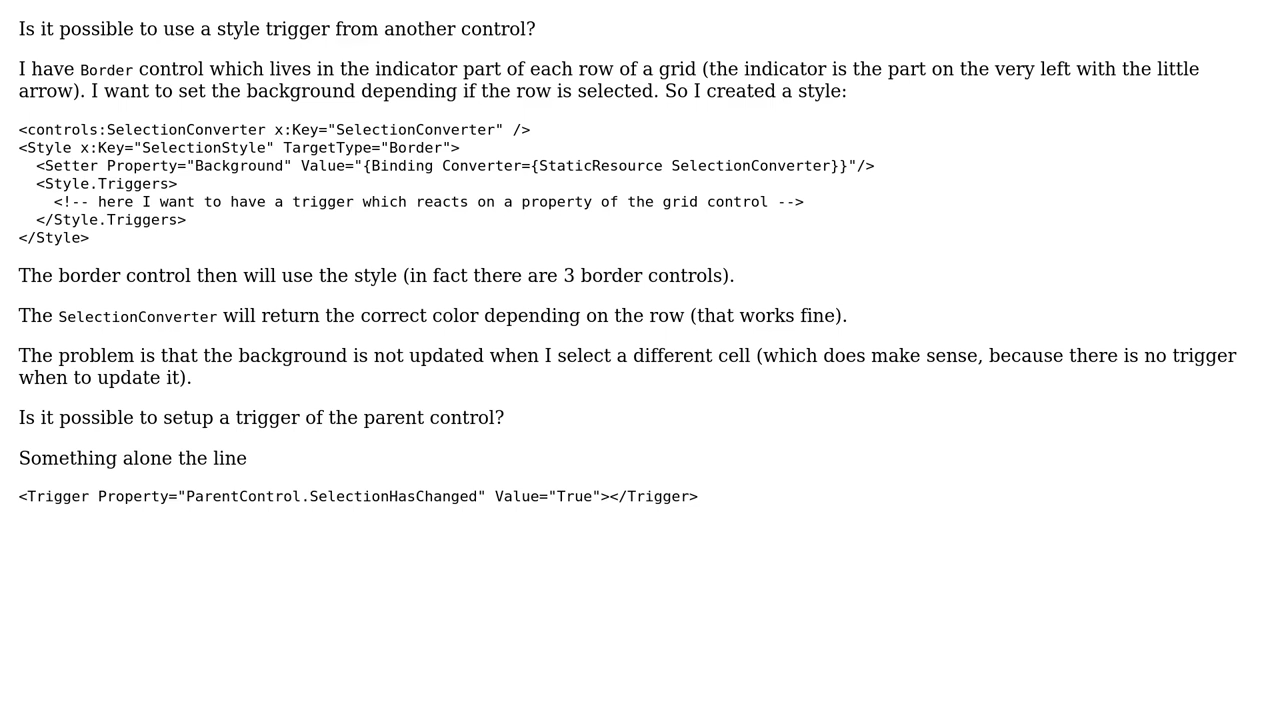 Is it possible to use a style trigger from another control?
I have Border control which lives in the indicator part of each row of a grid (the indicator is the part on the very left with the little
arrow). I want to set the background depending if the row is selected. So I created a style:
<controls:SelectionConverter x:Key="SelectionConverter" />
<Style x:Key="SelectionStyle" TargetType="Border">
  <Setter Property="Background" Value="{Binding Converter={StaticResource SelectionConverter}}"/>
  <Style.Triggers>
    <!-- here I want to have a trigger which reacts on a property of the grid control -->
  </Style.Triggers>
</Style>
The border control then will use the style (in fact there are 3 border controls).
The SelectionConverter will return the correct color depending on the row (that works fine).
The problem is that the background is not updated when I select a different cell (which does make sense, because there is no trigger
when to update it).
Is it possible to setup a trigger of the parent control?
Something alone the line
<Trigger Property="ParentControl.SelectionHasChanged" Value="True"></Trigger>